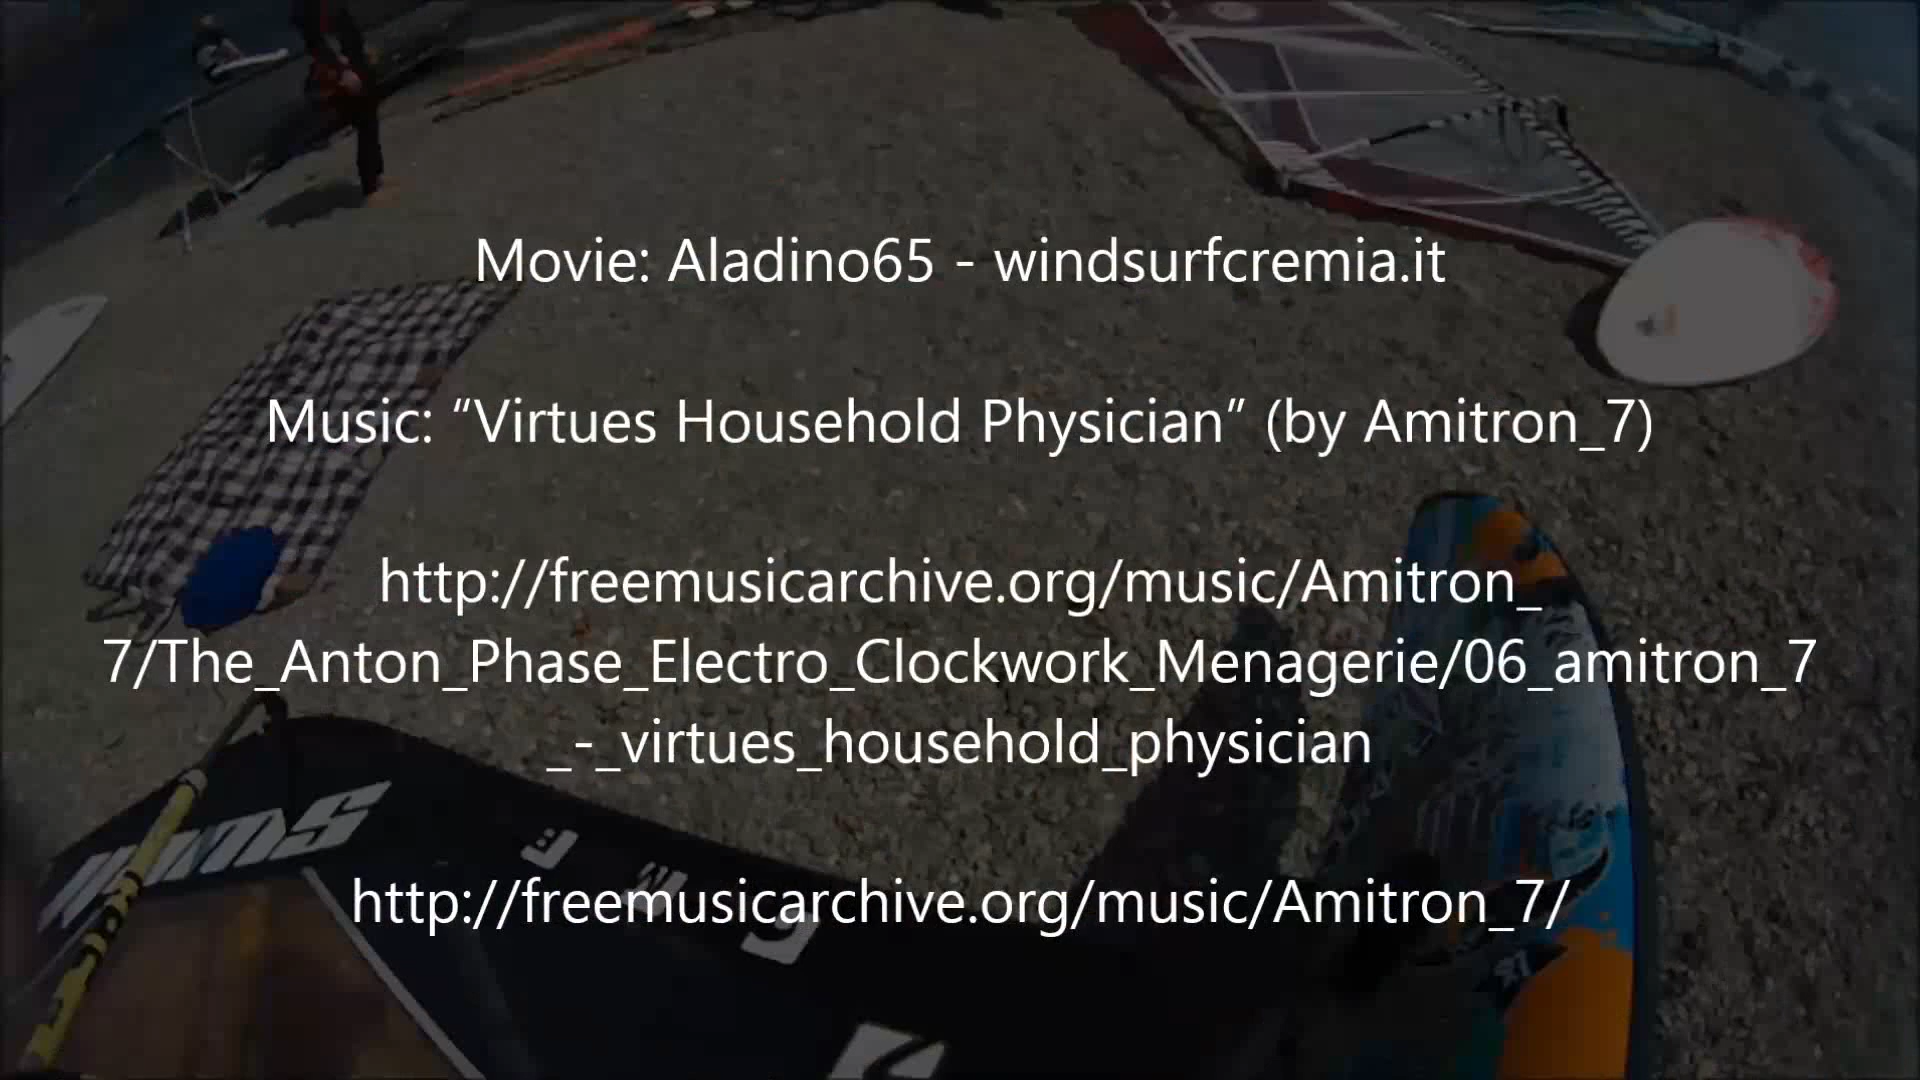 Movie: Aladino65 - windsurfcremia.it
Music: “Virtues Household Physician” (by Amitron_7)
http://freemusicarchive.org/music/Amitron_
7/The_Anton_Phase_Electro_Clockwork_Menagerie/06_amitron_7
_-_virtues_household_physician
http://freemusicarchive.org/music/Amitron_7/